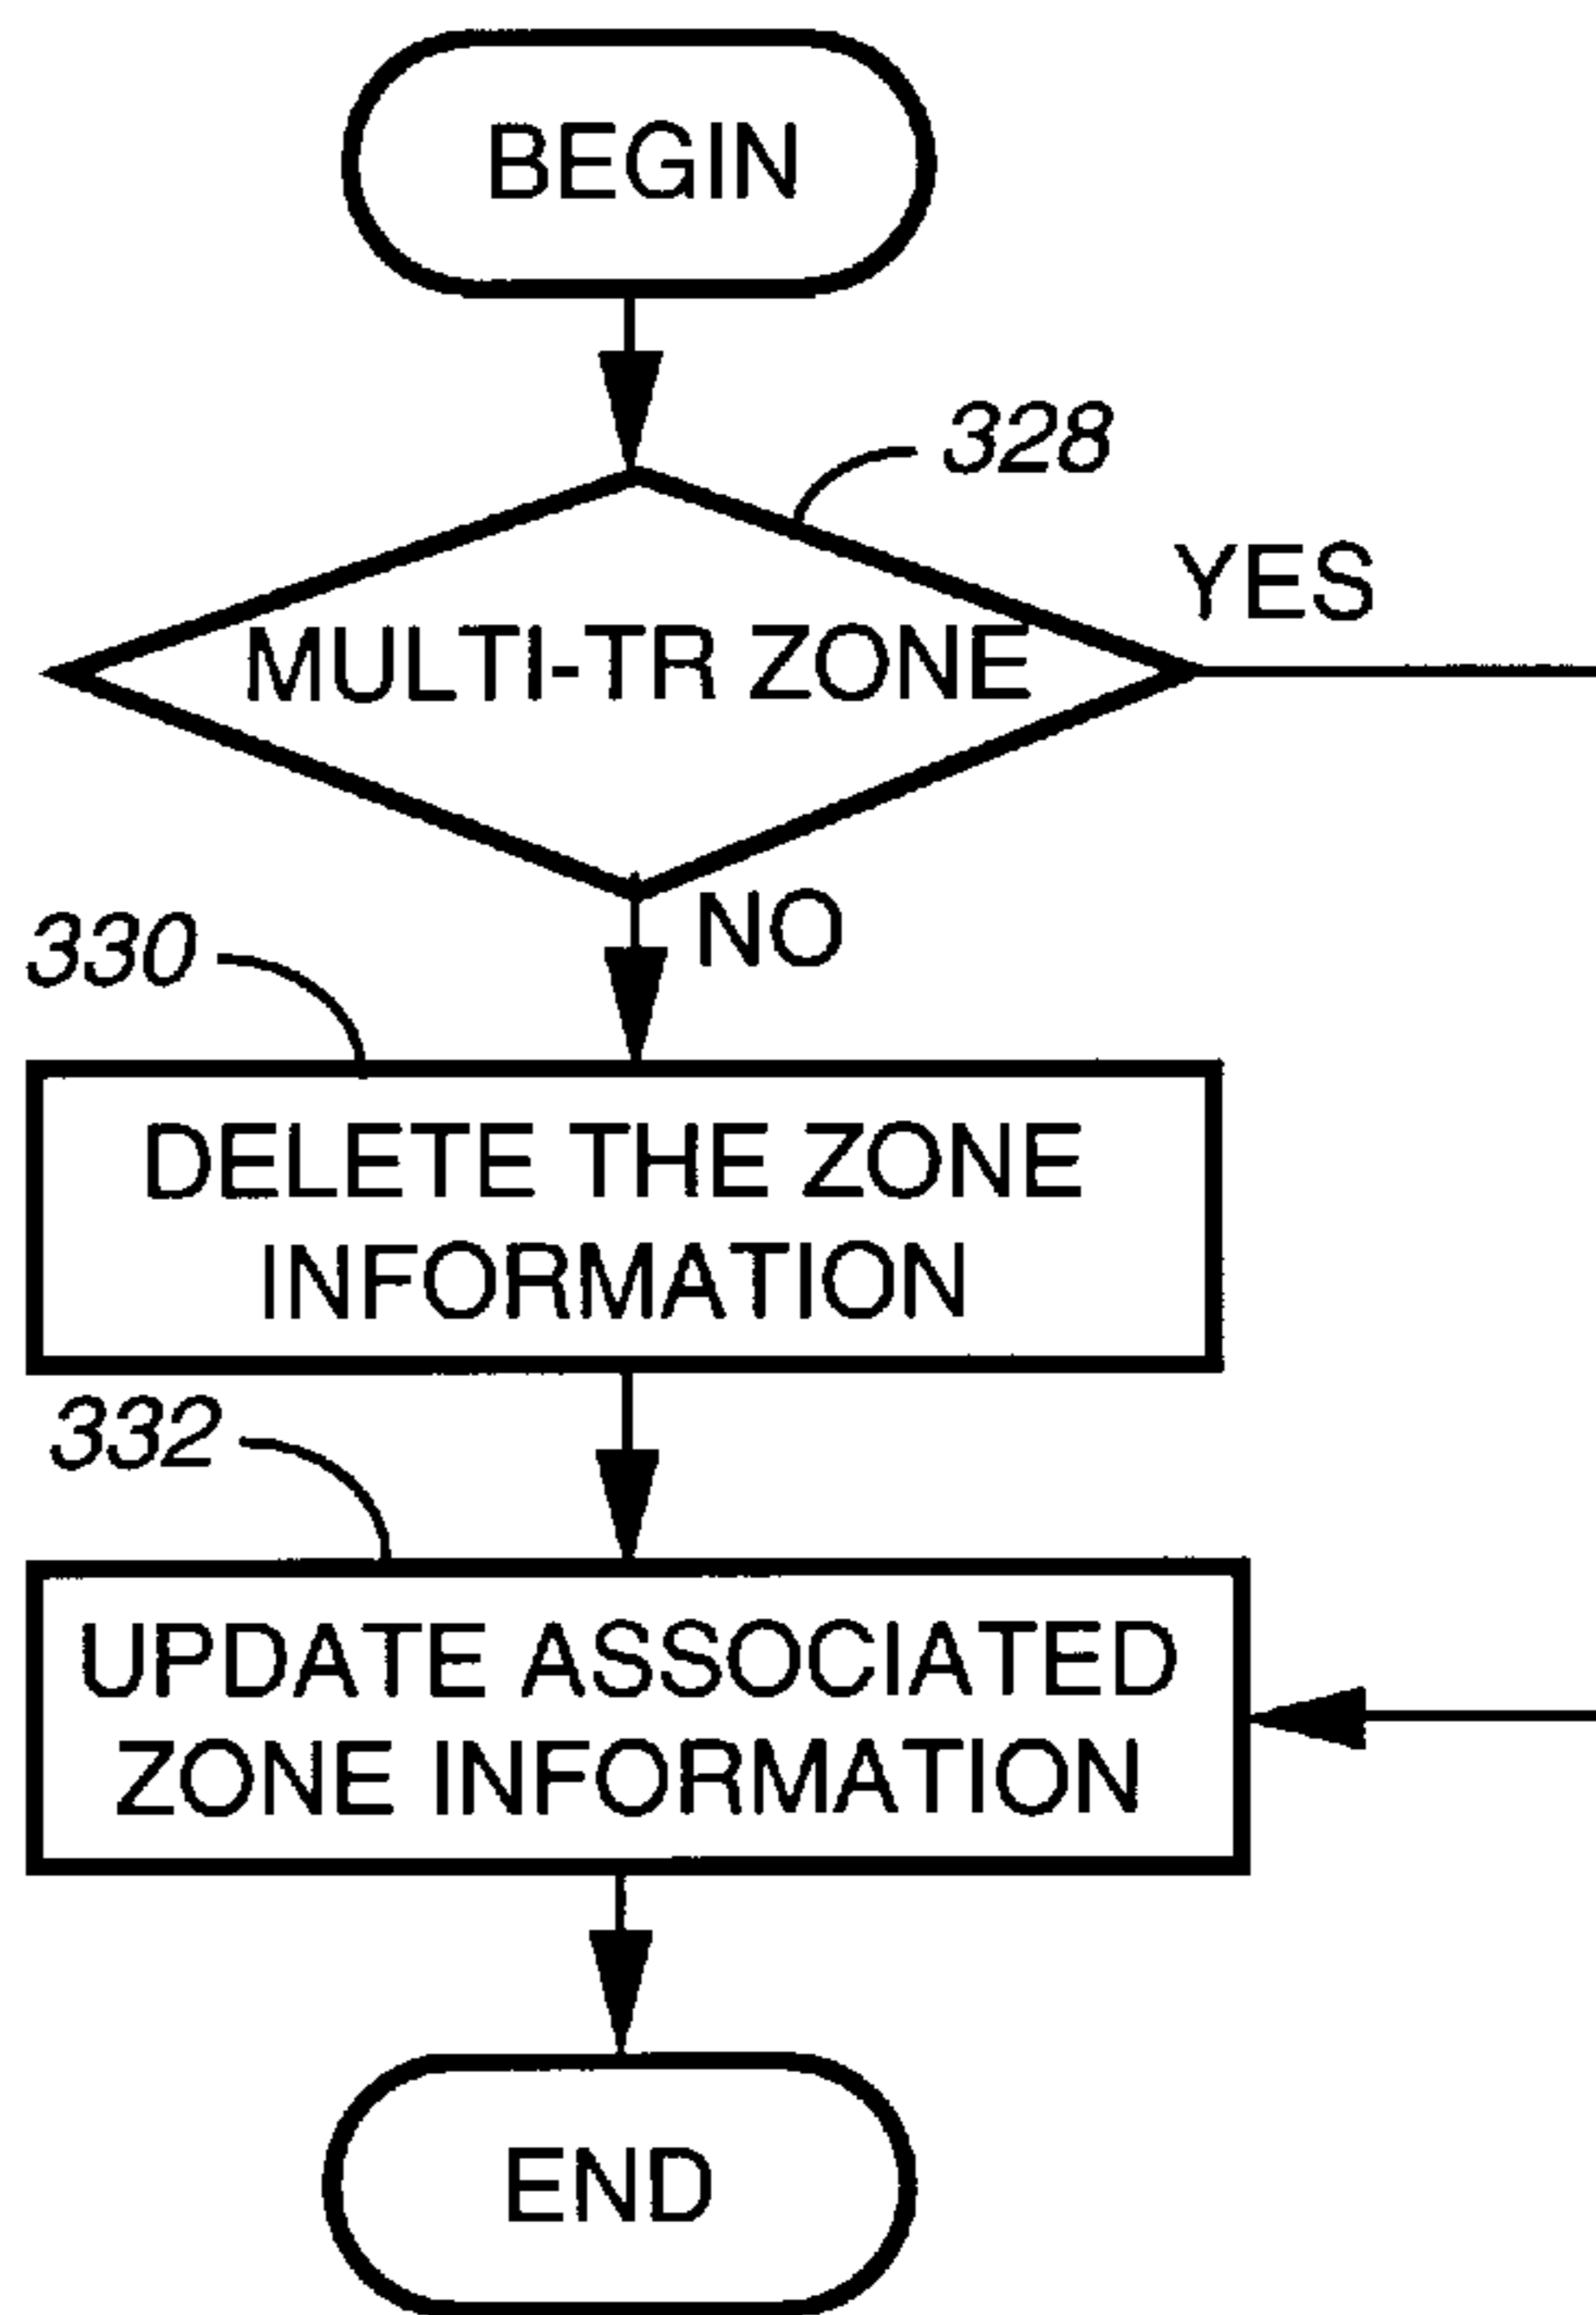 BEGIN
328
YES
MULTI-TR ZONE
NO
330
DELETE THE ZONE
INFORMATION
332
UPDATE ASSOCIATED
ZONE INFORMATION
END